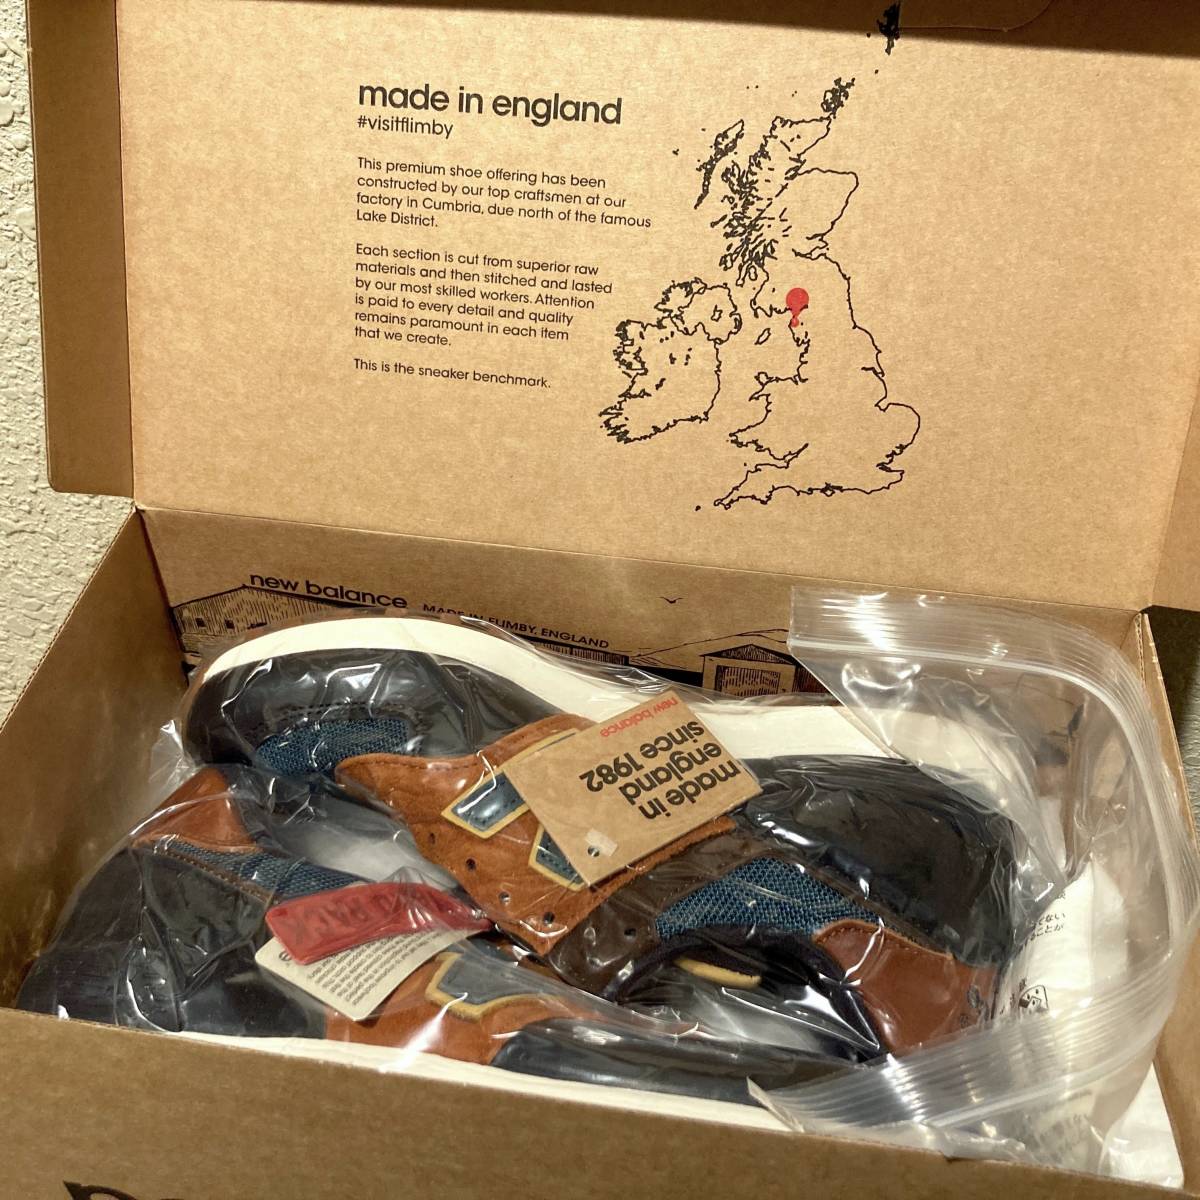 made in england
#visitflimby
This premium shoe offering has been
constructed by our top craftsmen at our
factory in Cumbria, due north of the famous
Lake District.
Each section is cut from superior raw
materials and then stitched and lasted
by our most skilled workers. Attention
is paid to every detail and quality
remains paramount in each item
that we create.
This is the sneaker benchmark.
new balance
MADE IN FLIMBY, ENGLAND
new balance
made in
england
since 1982